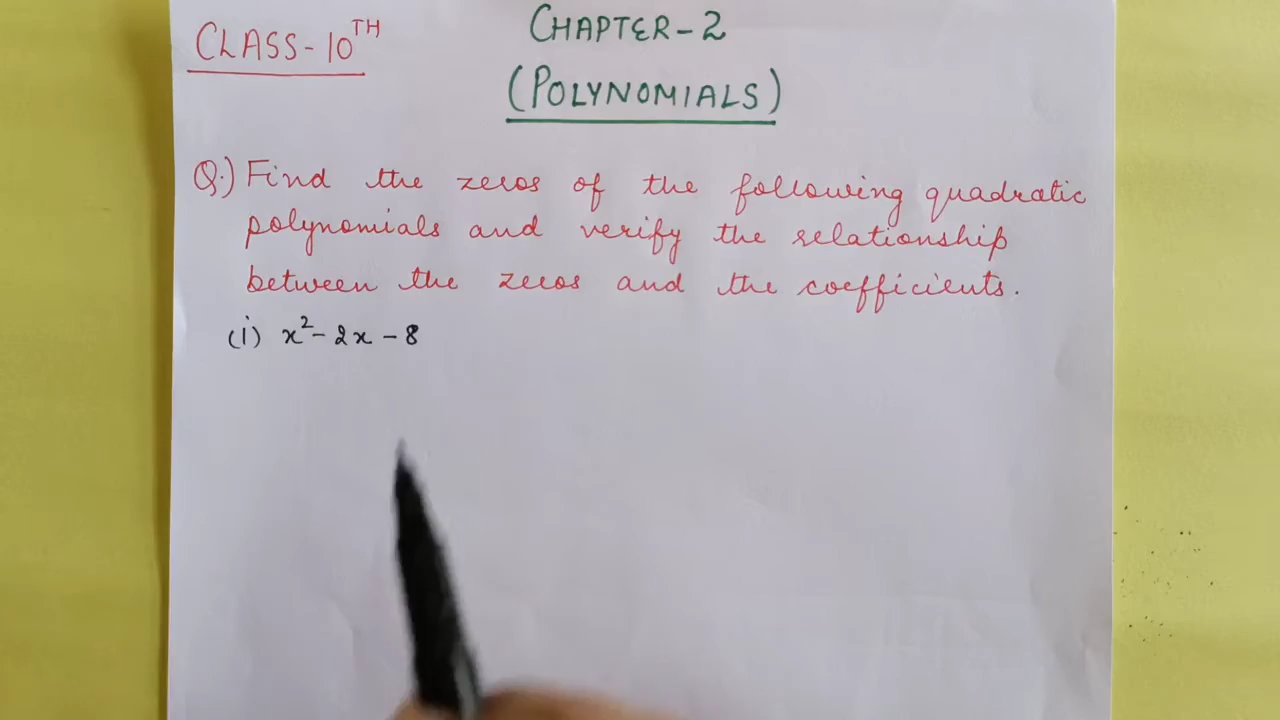 CLASS-10TH
CHAPTER-2
(POLYNOMIALS)
Q.) Find the zeros of the following quadratic
polynomials and verify the relationship
between the zeros and the coefficients.
(i) x²-2x-8